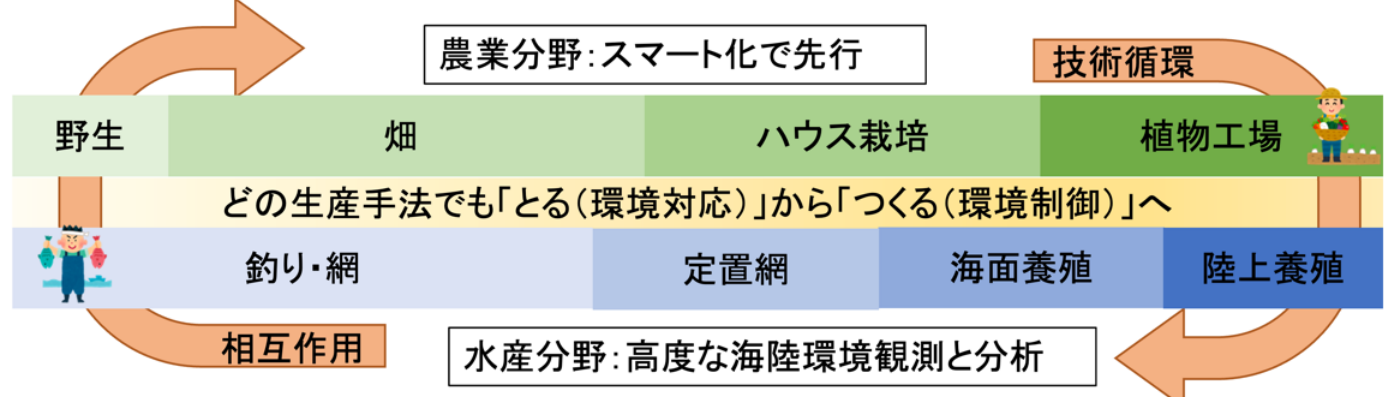 農業分野：スマート化で先行
技術循環
野生 畑 ハウス栽培 植物工場
どの生産手法でも「とる（環境対応）」から「つくる（環境制御）」へ
釣り・網 定置網 海面養殖 陸上養殖
相互作用
水産分野：高度な海陸環境観測と分析